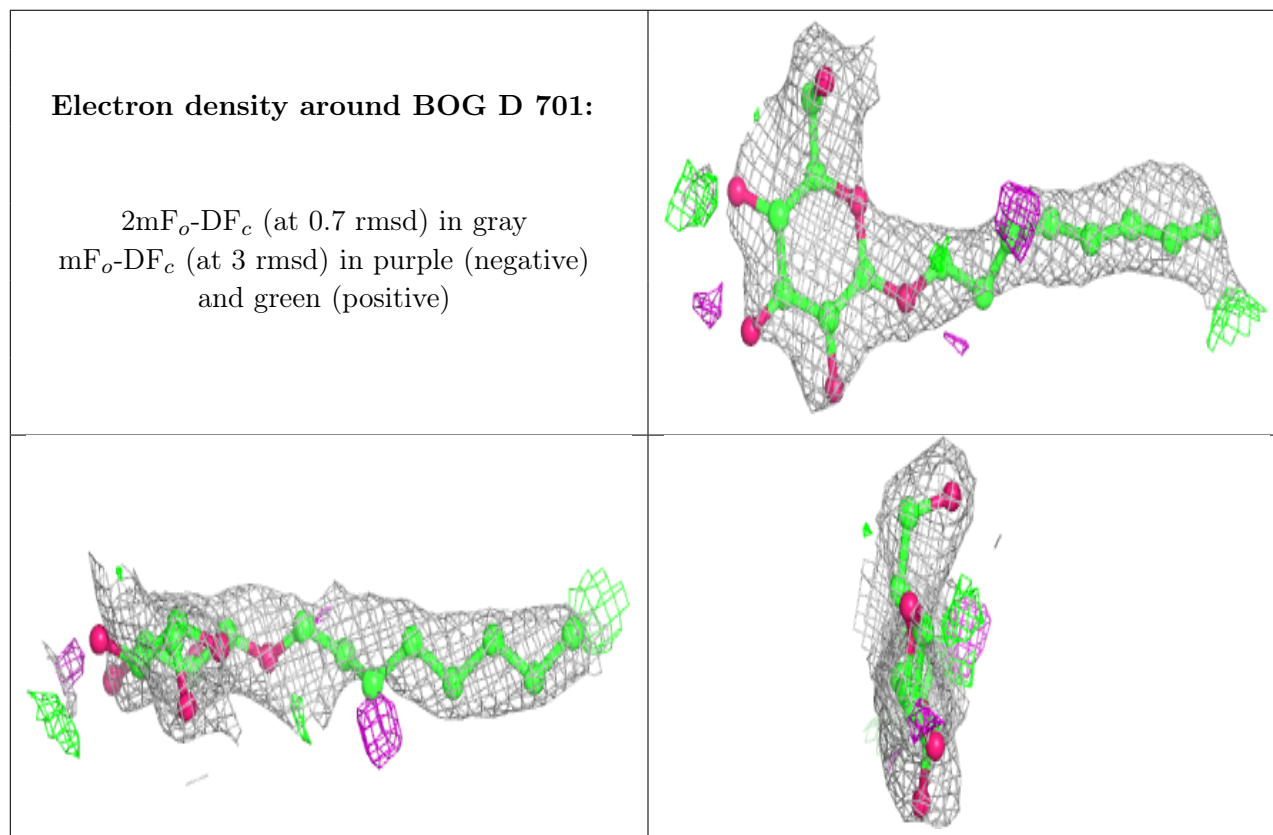 Electron density around BOG D 701:
2mFo-DFc (at 0.7 rmsd) in gray
mFo-DFc (at 3 rmsd) in purple (negative)
and green (positive)